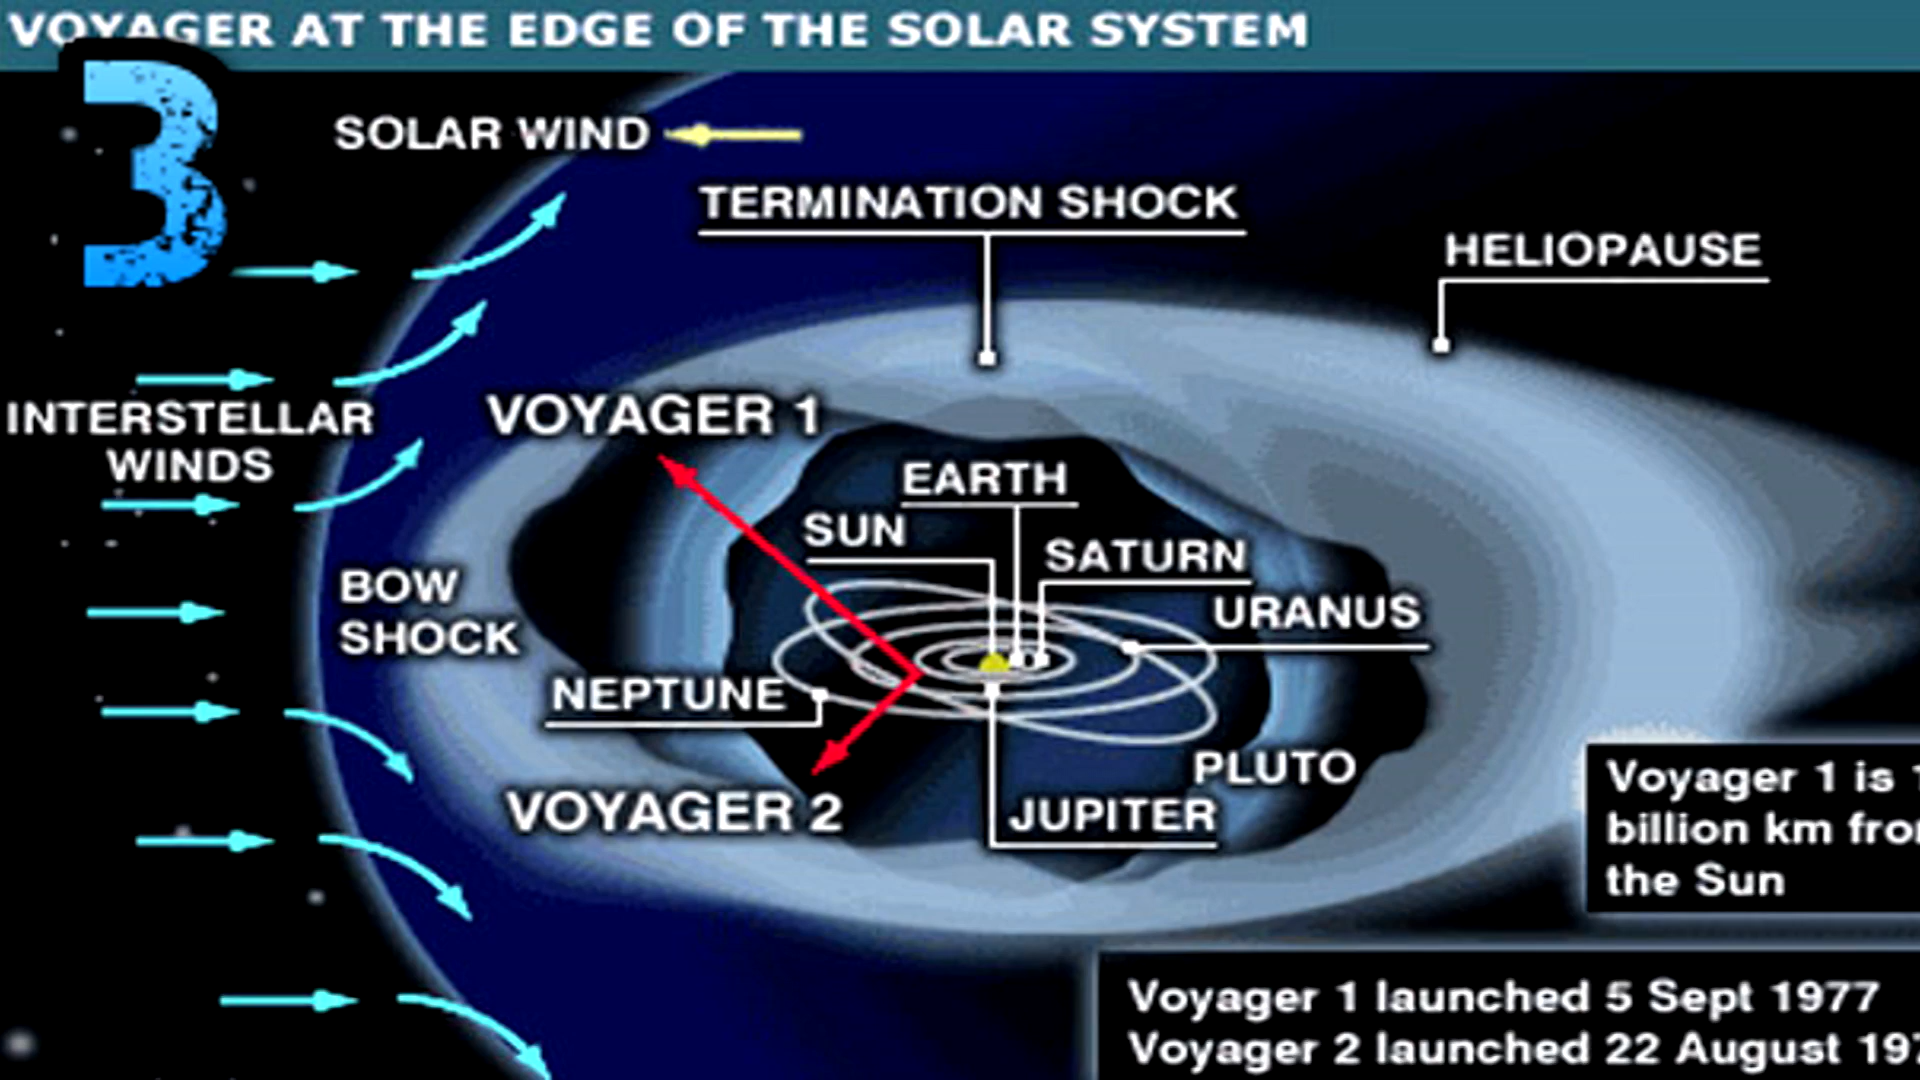 VOYAGER AT THE EDGE OF THE SOLAR SYSTEM
3
SOLAR WIND
TERMINATION SHOCK
HELIOPAUSE
INTERSTELLAR
WINDS
VOYAGER 1
EARTH
SUN
SATURN
URANUS
BOW
SHOCK
NEPTUNE
PLUTO
VOYAGER 2
JUPITER
Voyager 1 is
billion km
the Sun
Voyager 1 launched 5 Sept 1977
Voyager 2 launched 22 August